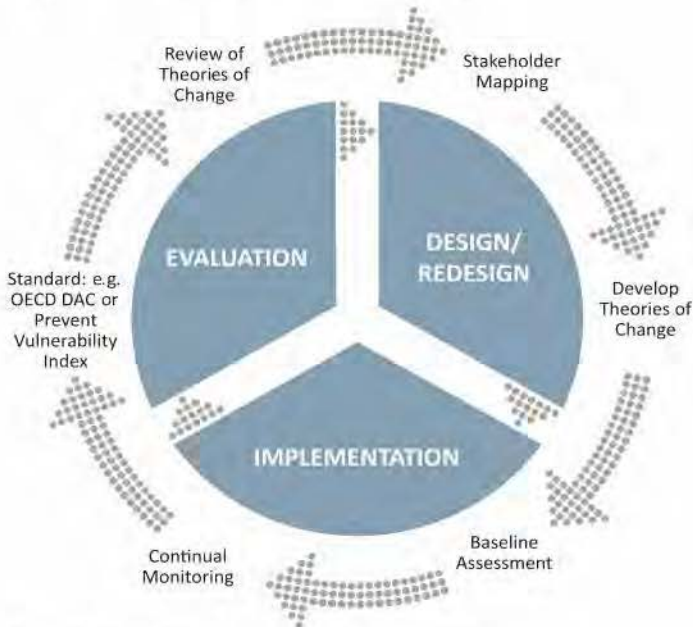 Review of
Theories of
Change
Stakeholder
Mapping
EVALUATION
DESIGN/
REDESIGN
Standard: e.g.
OECD DAC or
Prevent
Vulnerability
Index
Develop
Theories of
Change
IMPLEMENTATION
Continual
Monitoring
Baseline
Assessment